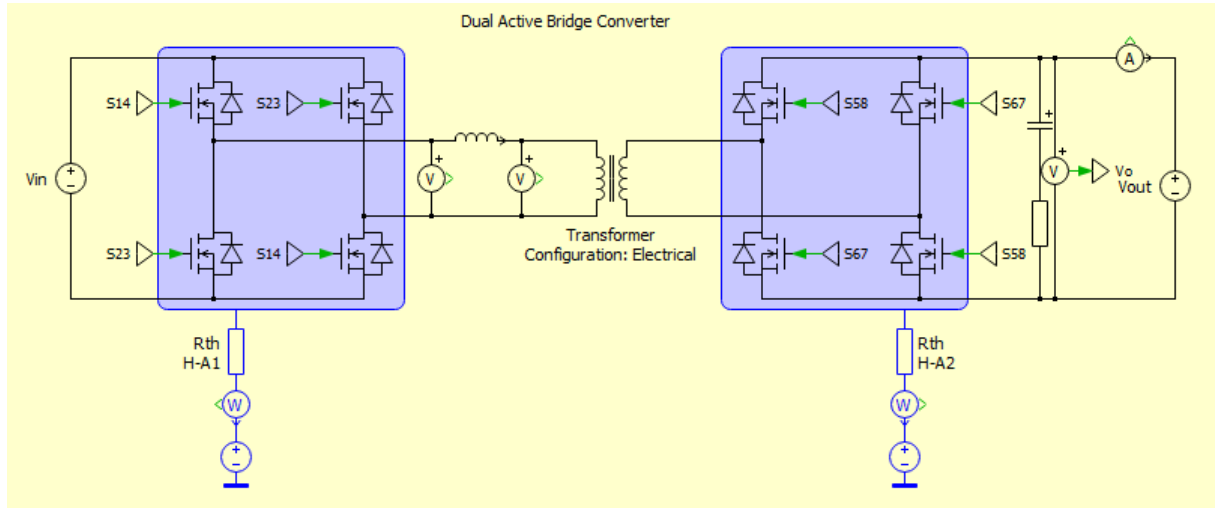 Dual Active Bridge Converter
S14
S23
S58
S67
A
Vin
V
V
V
Vo
Vout
S23
S14
Transformer
Configuration: Electrical
S67
S58
Rth
H-A1
Rth
H-A2
W
W